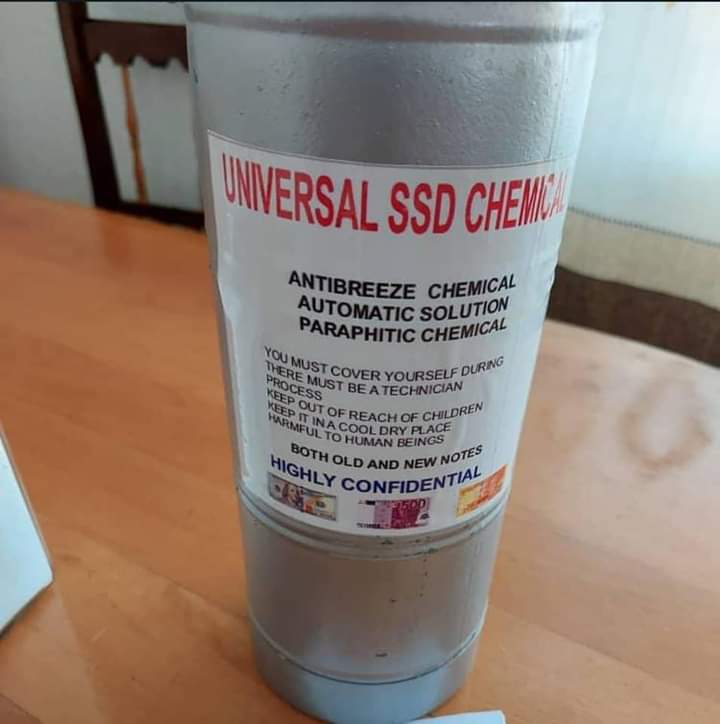 UNIVERSAL SSD CHEMICAL
ANTIBREEZE CHEMICAL
AUTOMATIC SOLUTION
PARAPHITIC CHEMICAL
YOU MUST COVER YOURSELF DURING
THERE MUST BE A TECHNICIAN
PROCESS
KEEP OUT OF REACH OF CHILDREN
KEEP IT IN A COOL DRY PLACE
HARMFUL TO HUMAN BEINGS
BOTH OLD AND NEW NOTES
HIGHLY CONFIDENTIAL
500